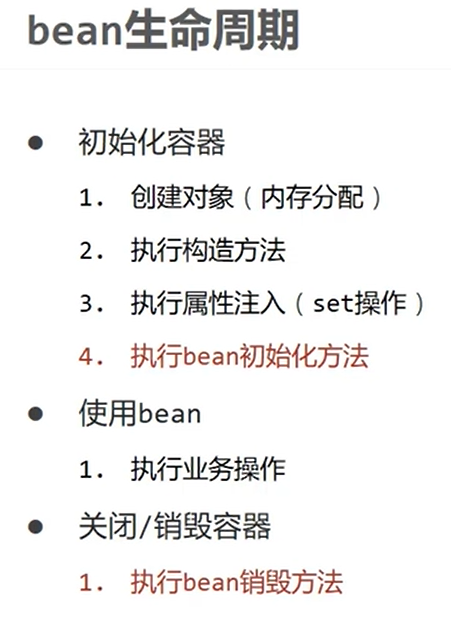 bean生命周期
● 初始化容器
1. 创建对象（内存分配）
2. 执行构造方法
3. 执行属性注入（set操作）
4. 执行bean初始化方法
● 使用bean
1. 执行业务操作
● 关闭/销毁容器
1. 执行bean销毁方法